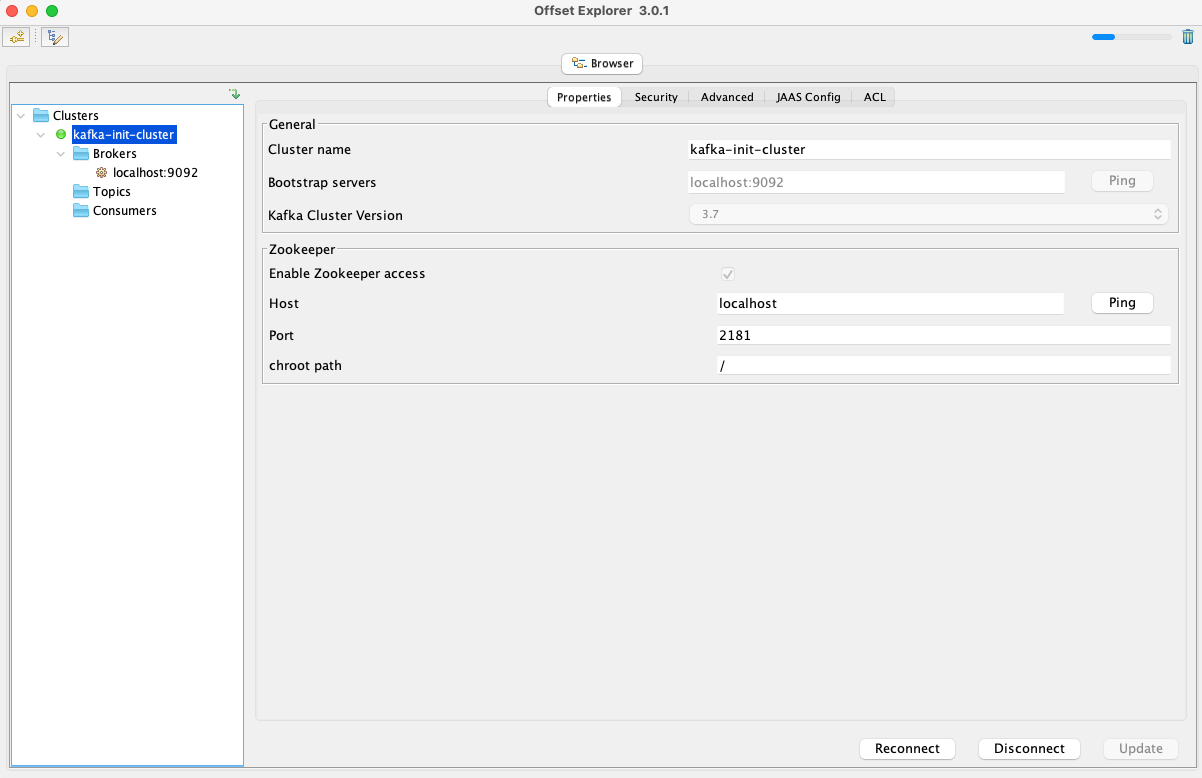 Offset Explorer 3.0.1
Browser
Clusters
kafka-init-cluster
Brokers
localhost:9092
Topics
Consumers
Properties Security Advanced JAAS Config ACL
General
Cluster name kafka-init-cluster
Bootstrap servers localhost:9092 Ping
Kafka Cluster Version 3.7
Zookeeper
Enable Zookeeper access
Host localhost Ping
Port 2181
chroot path /
Reconnect Disconnect Update